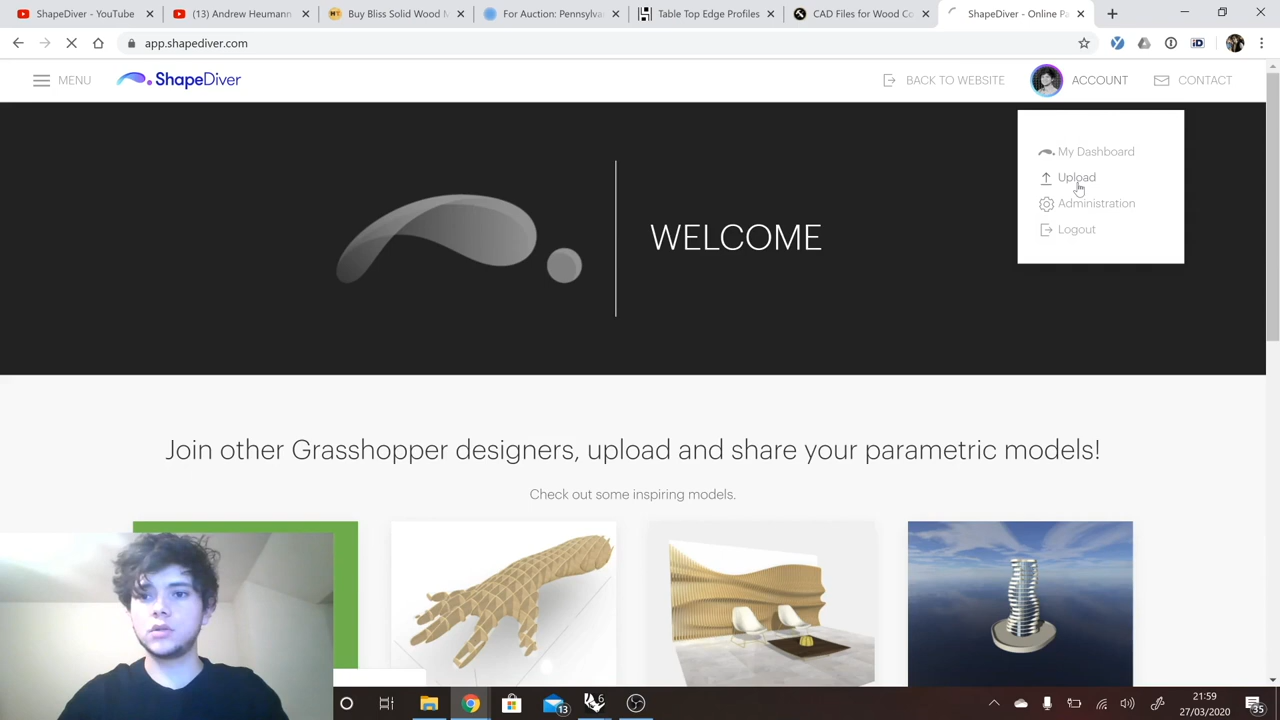 ShapeDiver - YouTube
(13) Andrew Heumann
Buy Bliss Solid Wood M
For Auction: Pennsylva
Table Top Edge Profiles
CAD Files for Wood Co
ShapeDiver - Online Pa
app.shapediver.com
MENU
ShapeDiver
BACK TO WEBSITE
ACCOUNT
CONTACT
My Dashboard
Upload
Administration
Logout
WELCOME
Join other Grasshopper designers, upload and share your parametric models!
Check out some inspiring models.
13
6
21:59
27/03/2020
35